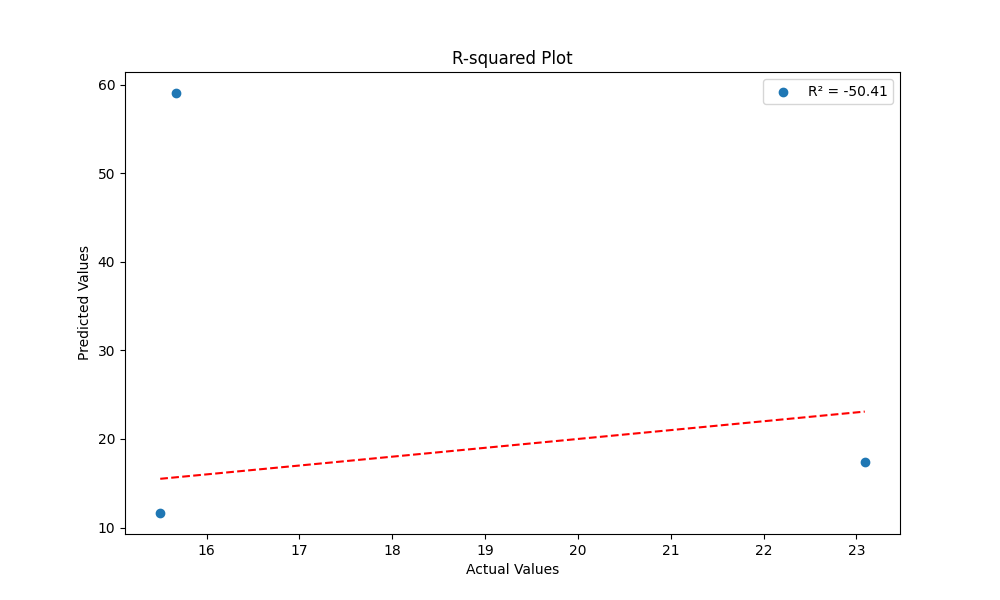 R-squared Plot
R² = -50.41
Predicted Values
60
50
40
30
20
10
16 17 18 19 20 21 22 23
Actual Values